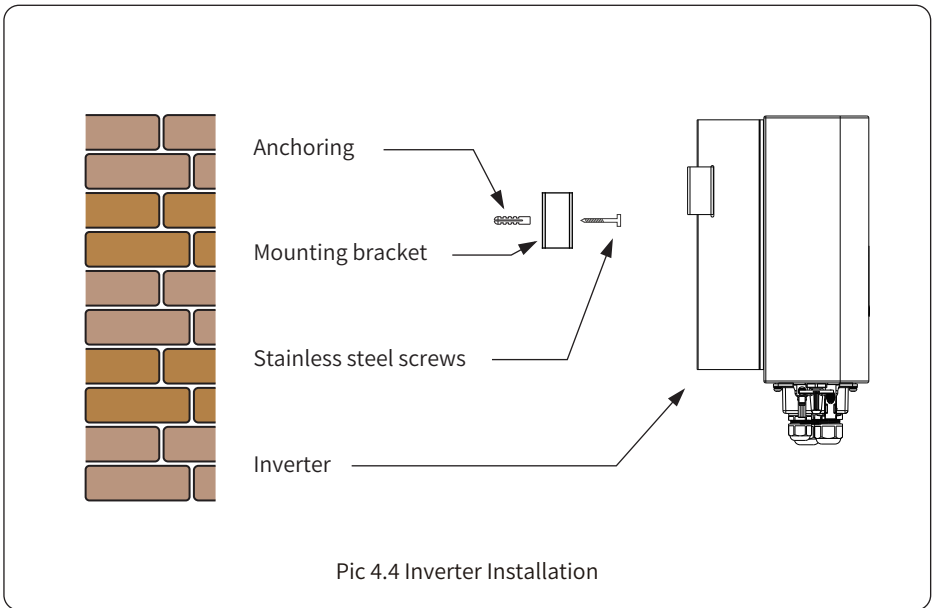 Anchoring
Mounting bracket
Stainless steel screws
Inverter
Pic 4.4 Inverter Installation